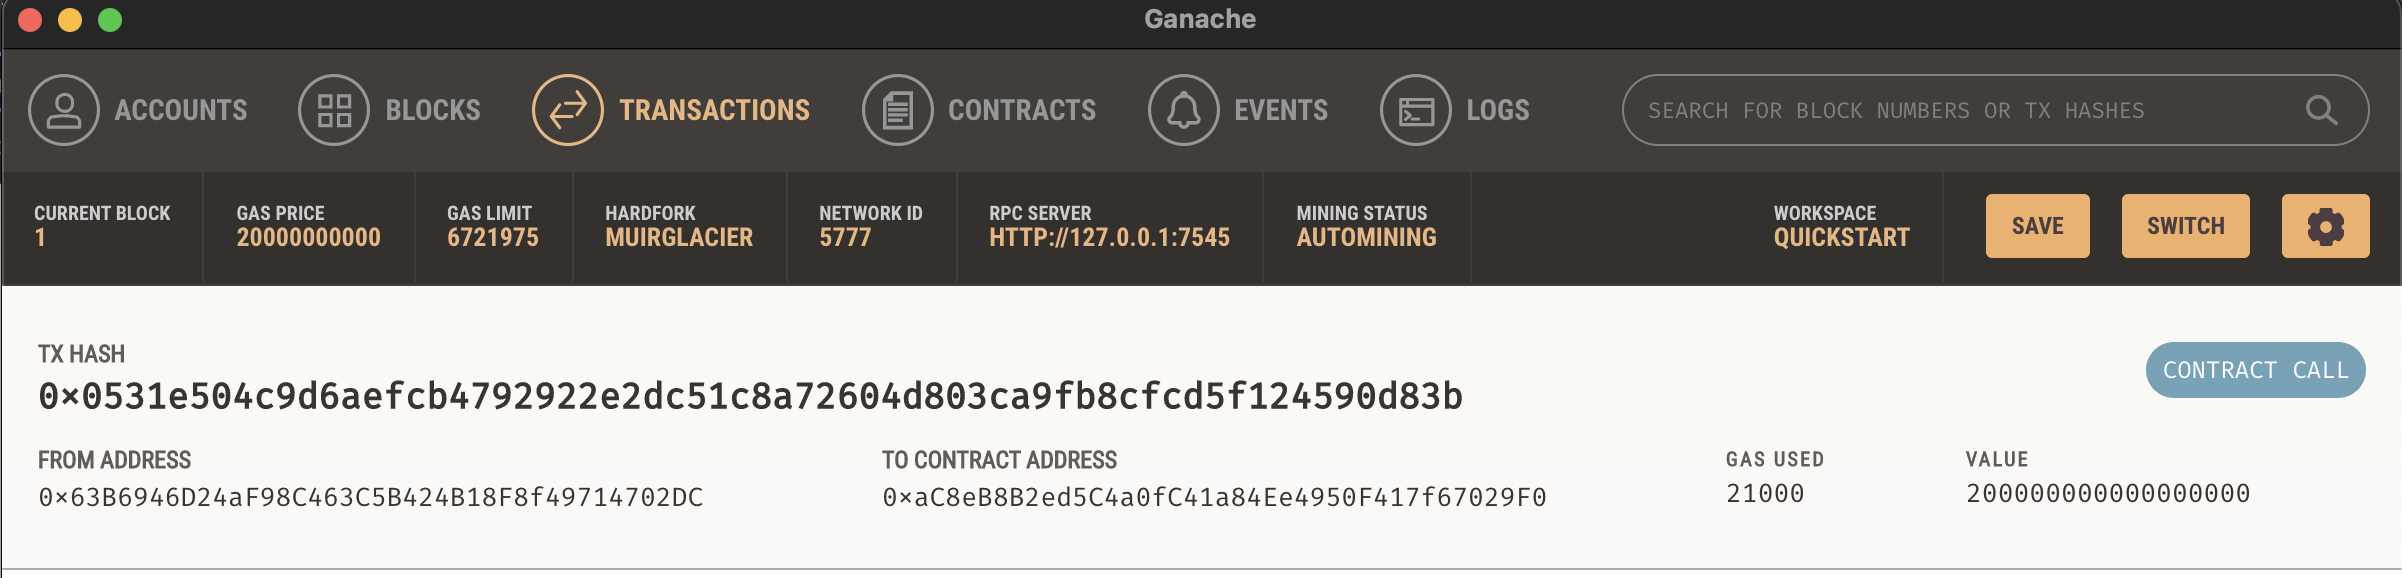 Ganache
ACCOUNTS BLOCKS TRANSACTIONS CONTRACTS EVENTS LOGS SEARCH FOR BLOCK NUMBERS OR TX HASHES
CURRENT BLOCK GAS PRICE GAS LIMIT HARDFORK NETWORK ID RPC SERVER MINING STATUS WORKSPACE
1 20000000000 6721975 MUIRGLACIER 5777 HTTP://127.0.0.1:7545 AUTOMINING QUICKSTART
SAVE SWITCH
TX HASH
0×0531e504c9d6aefcb4792922e2dc51c8a72604d803ca9fb8cfcd5f124590d83b
CONTRACT CALL
FROM ADDRESS TO CONTRACT ADDRESS GAS USED VALUE
0×63B6946D24aF98C463C5B424B18F8f49714702DC 0×aC8eB8B2ed5C4a0fC41a84Ee4950F417f67029F0 21000 200000000000000000